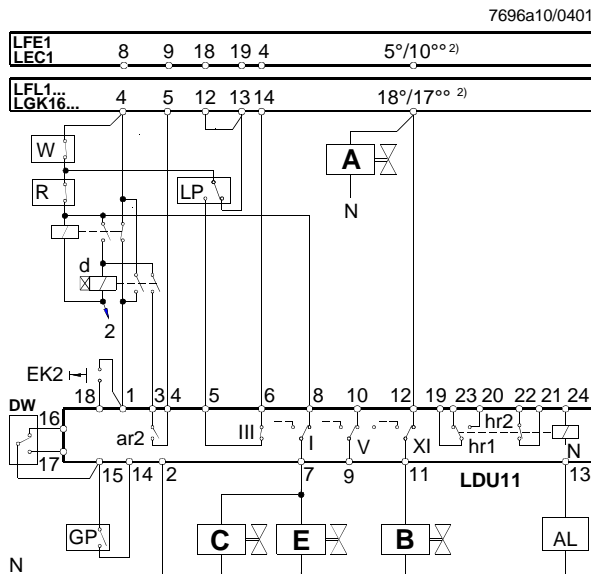 7696a10/0401
LFE1
LEC1
8 9 18 19 4 5°/10°° 2)
LFL1...
LGK16...
4 5 12 13 14 18°/17°° 2)
W
A
R
LP
N
d
2
EK2
18 1 3 4 5 6 8 10 12 19 23 20 22 21 24
DW
16
ar2 III I V XI hr1 hr2 N
17
15 14 2 7 9 11 LDU11 13
GP C E B AL
N